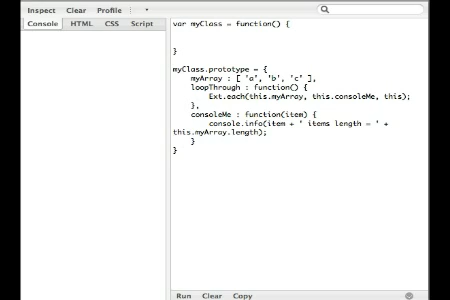 Inspect Clear Profile
Console HTML CSS Script
var myClass = function() {
}
myClass.prototype = {
myArray : [ 'a', 'b', 'c' ],
loopThrough : function() {
Ext.each(this.myArray, this.consoleMe, this);
},
consoleMe : function(item) {
console.info(item + ' items length = ' +
this.myArray.length);
}
}
Run Clear Copy